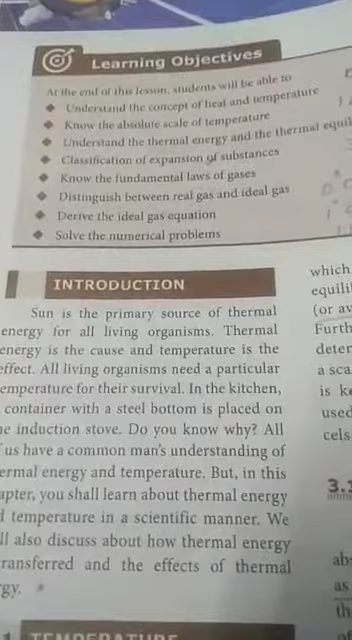 Learning Objectives
At the end of this lesson, students will be able to
Understand the concept of heat and temperature
Know the absolute scale of temperature
Understand the thermal energy and the thermal equil
Classification of expansion of substances
Know the fundamental laws of gases
Distinguish between real gas and ideal gas
Derive the ideal gas equation
Solve the numerical problems
INTRODUCTION
Sun is the primary source of thermal
energy for all living organisms. Thermal
energy is the cause and temperature is the
effect. All living organisms need a particular
emperature for their survival. In the kitchen,
container with a steel bottom is placed on
e induction stove. Do you know why? All
us have a common man's understanding of
ermal energy and temperature. But, in this
apter, you shall learn about thermal energy
temperature in a scientific manner. We
ll also discuss about how thermal energy
ransferred and the effects of thermal
gy.
TEMPERATURE
which
equili
(or av
Furth
deter
a sca
is k
used
cels
3.1
ab
as
th